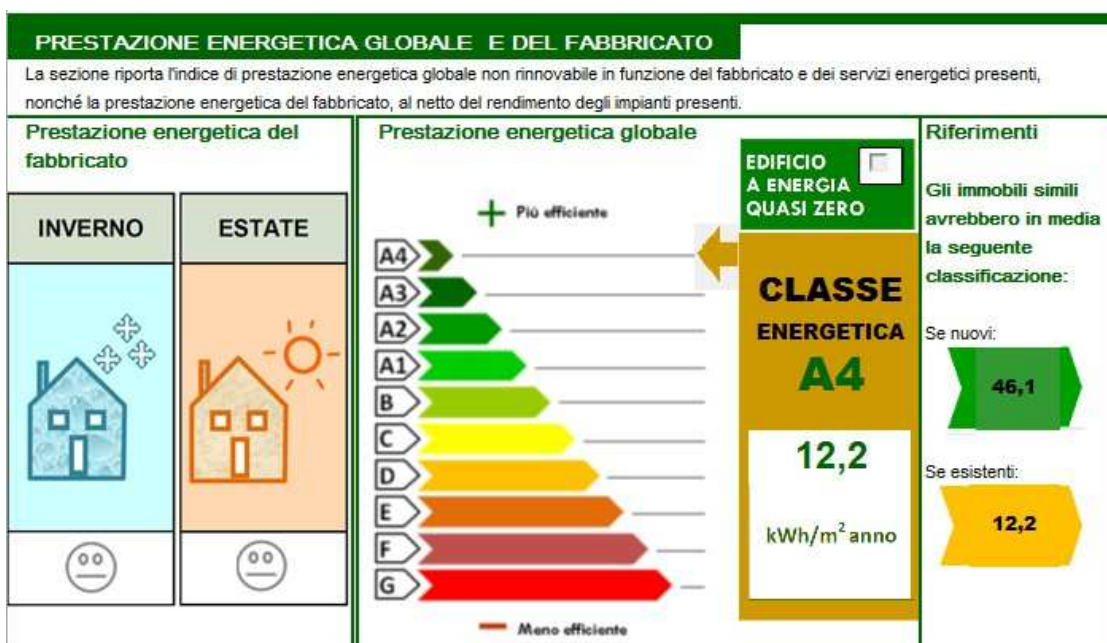 PRESTAZIONE ENERGETICA GLOBALE E DEL FABBRICATO
La sezione riporta l'indice di prestazione energetica globale non rinnovabile in funzione del fabbricato e dei servizi energetici presenti,
nonché la prestazione energetica del fabbricato, al netto del rendimento degli impianti presenti.
Prestazione energetica del
fabbricato
INVERNO
ESTATE
Prestazione energetica globale
+ Più efficiente
A4
A3
A2
A1
B
C
D
E
F
G
Meno efficiente
EDIFICIO
A ENERGIA
QUASI ZERO
CLASSE
ENERGETICA
A4
12,2
kWh/m² anno
Riferimenti
Gli immobili simili
avrebbero in media
la seguente
classificazione:
Se nuovi:
46,1
Se esistenti:
12,2